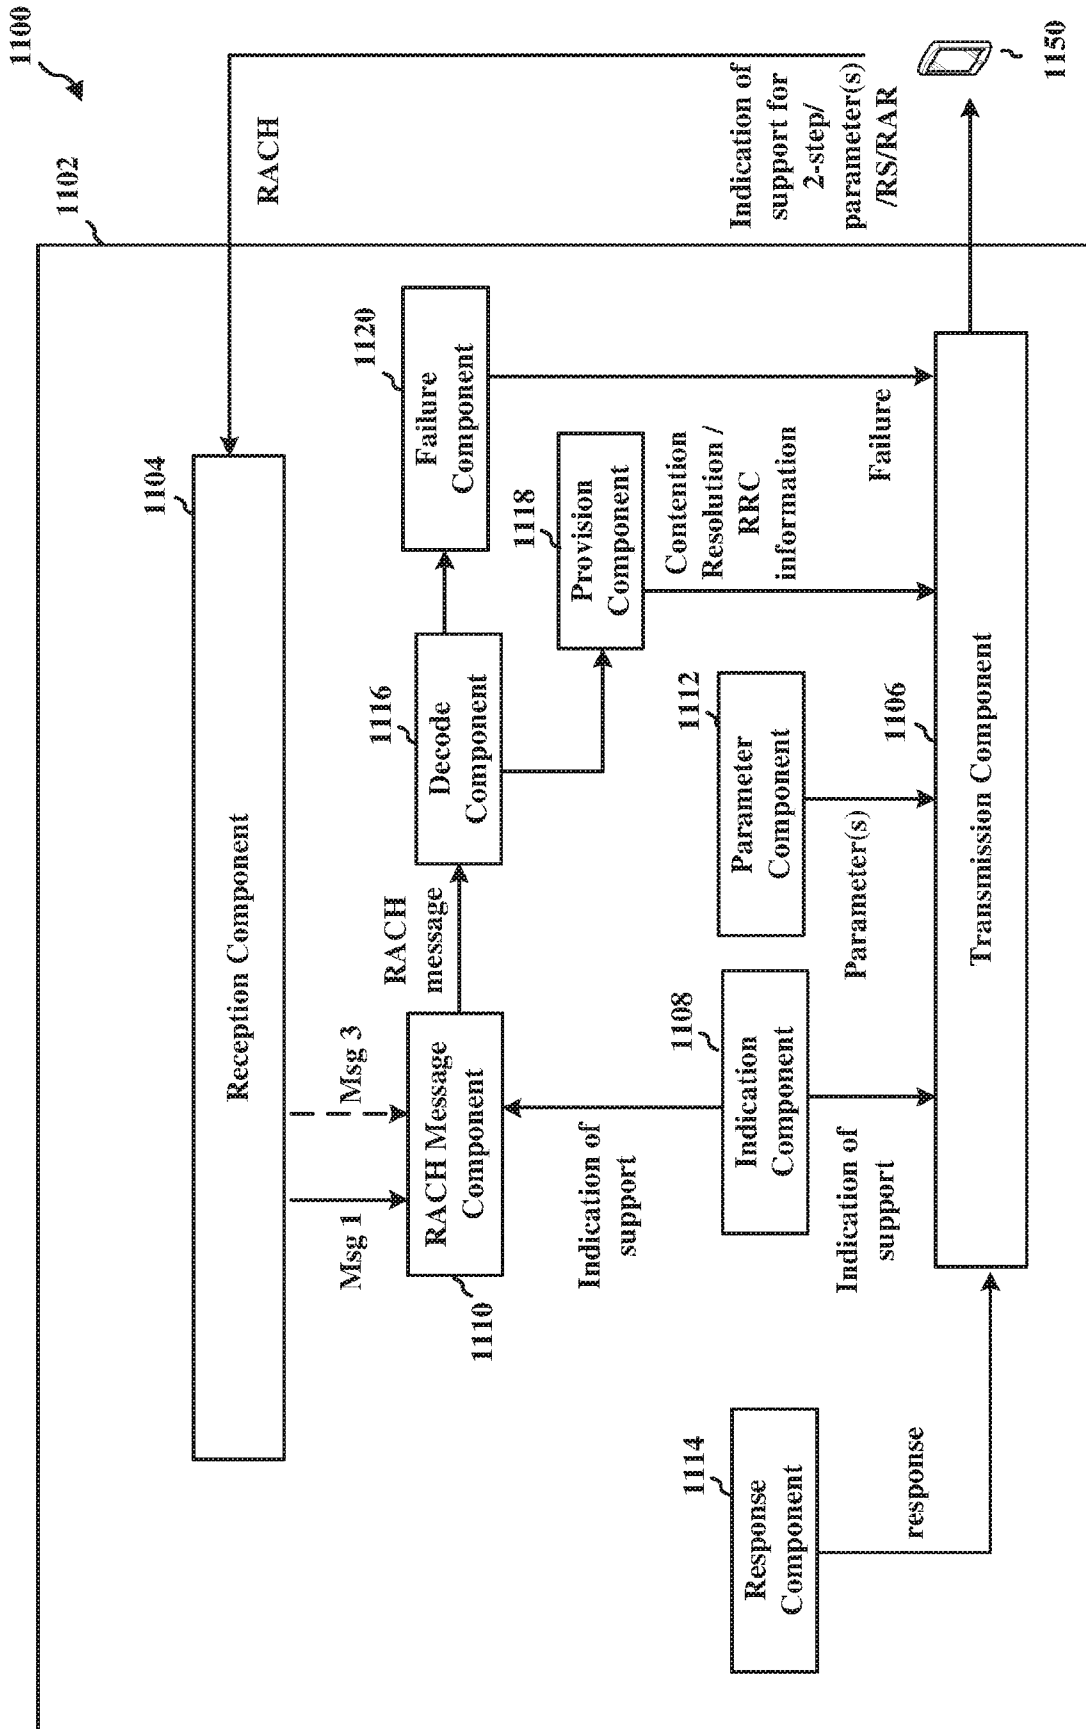 1100
1102
RACH
1104
Reception Component
Msg 1
Msg 3
1110
RACH Message
Component
RACH
message
1116
Decode
Component
1120
Failure
Component
1118
Provision
Component
Contention
Resolution /
RRC
information
Failure
Indication of
support
1108
Indication
Component
Indication of
support
1112
Parameter
Component
Parameter(s)
1114
Response
Component
response
1106
Transmission Component
Indication of
support for
2-step/
parameter(s)
/RS/RAR
1150